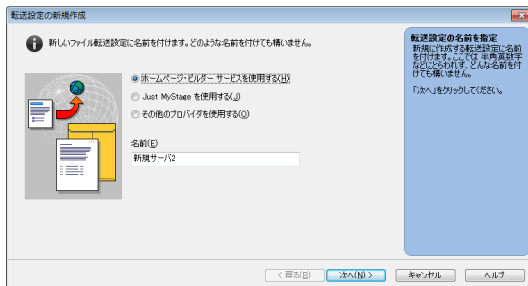 転送設定の新規作成
新しいファイル転送設定に名前を付けます。どのような名前を付けても構いません。
ホームページ・ビルダー サービスを使用する(H)
Just MyStage を使用する(J)
その他のプロバイダを使用する(O)
名前(E)
新規サーバ2
転送設定の名前を指定
新規に作成する転送設定に名前
を付けます。ここでは 半角英数字
などにとらわれず、どんな名前を付
けても構いません。
「次へ」をクリックしてください。
< 戻る(B)
次へ(N) >
キャンセル
ヘルプ